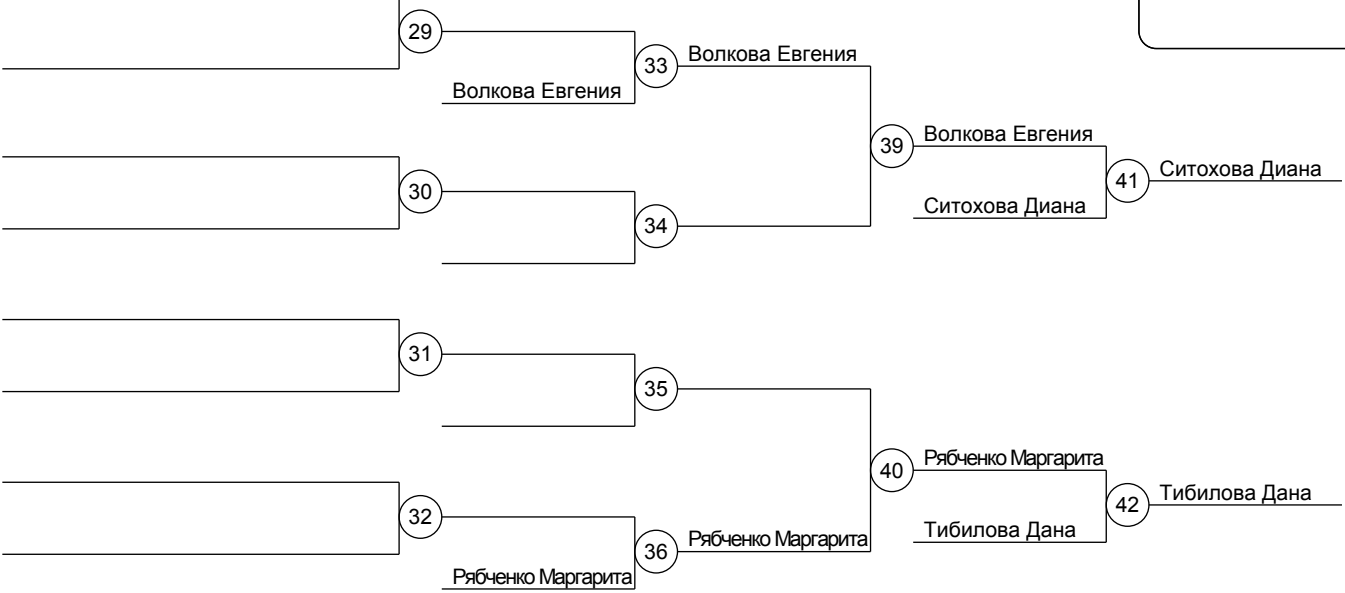 29
33
Волкова Евгения
Волкова Евгения
39
Волкова Евгения
41
Ситохова Диана
30
34
Ситохова Диана
31
35
40
Рябченко Маргарита
42
Тибилова Дана
32
36
Рябченко Маргарита
Тибилова Дана
Рябченко Маргарита